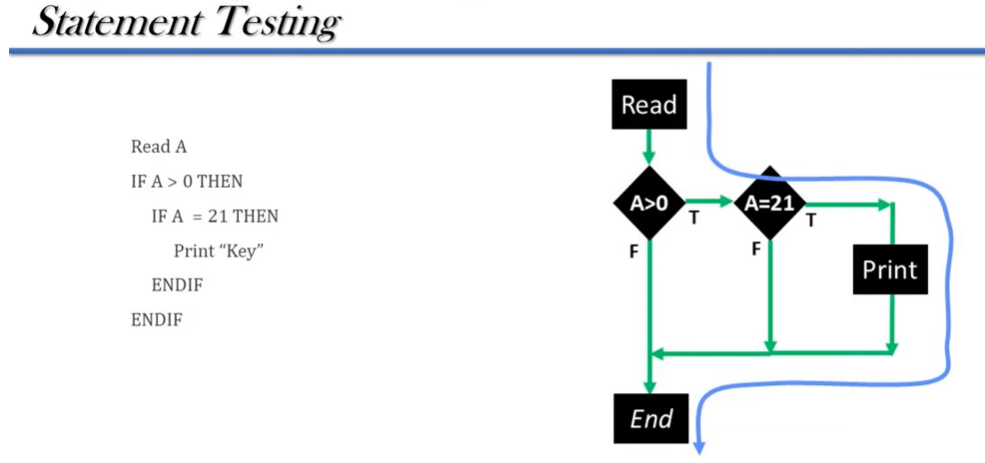 Statement Testing
Read A
IF A > 0 THEN
IF A = 21 THEN
Print “Key”
ENDIF
ENDIF
Read
A>0
T
A=21
T
F
F
Print
End